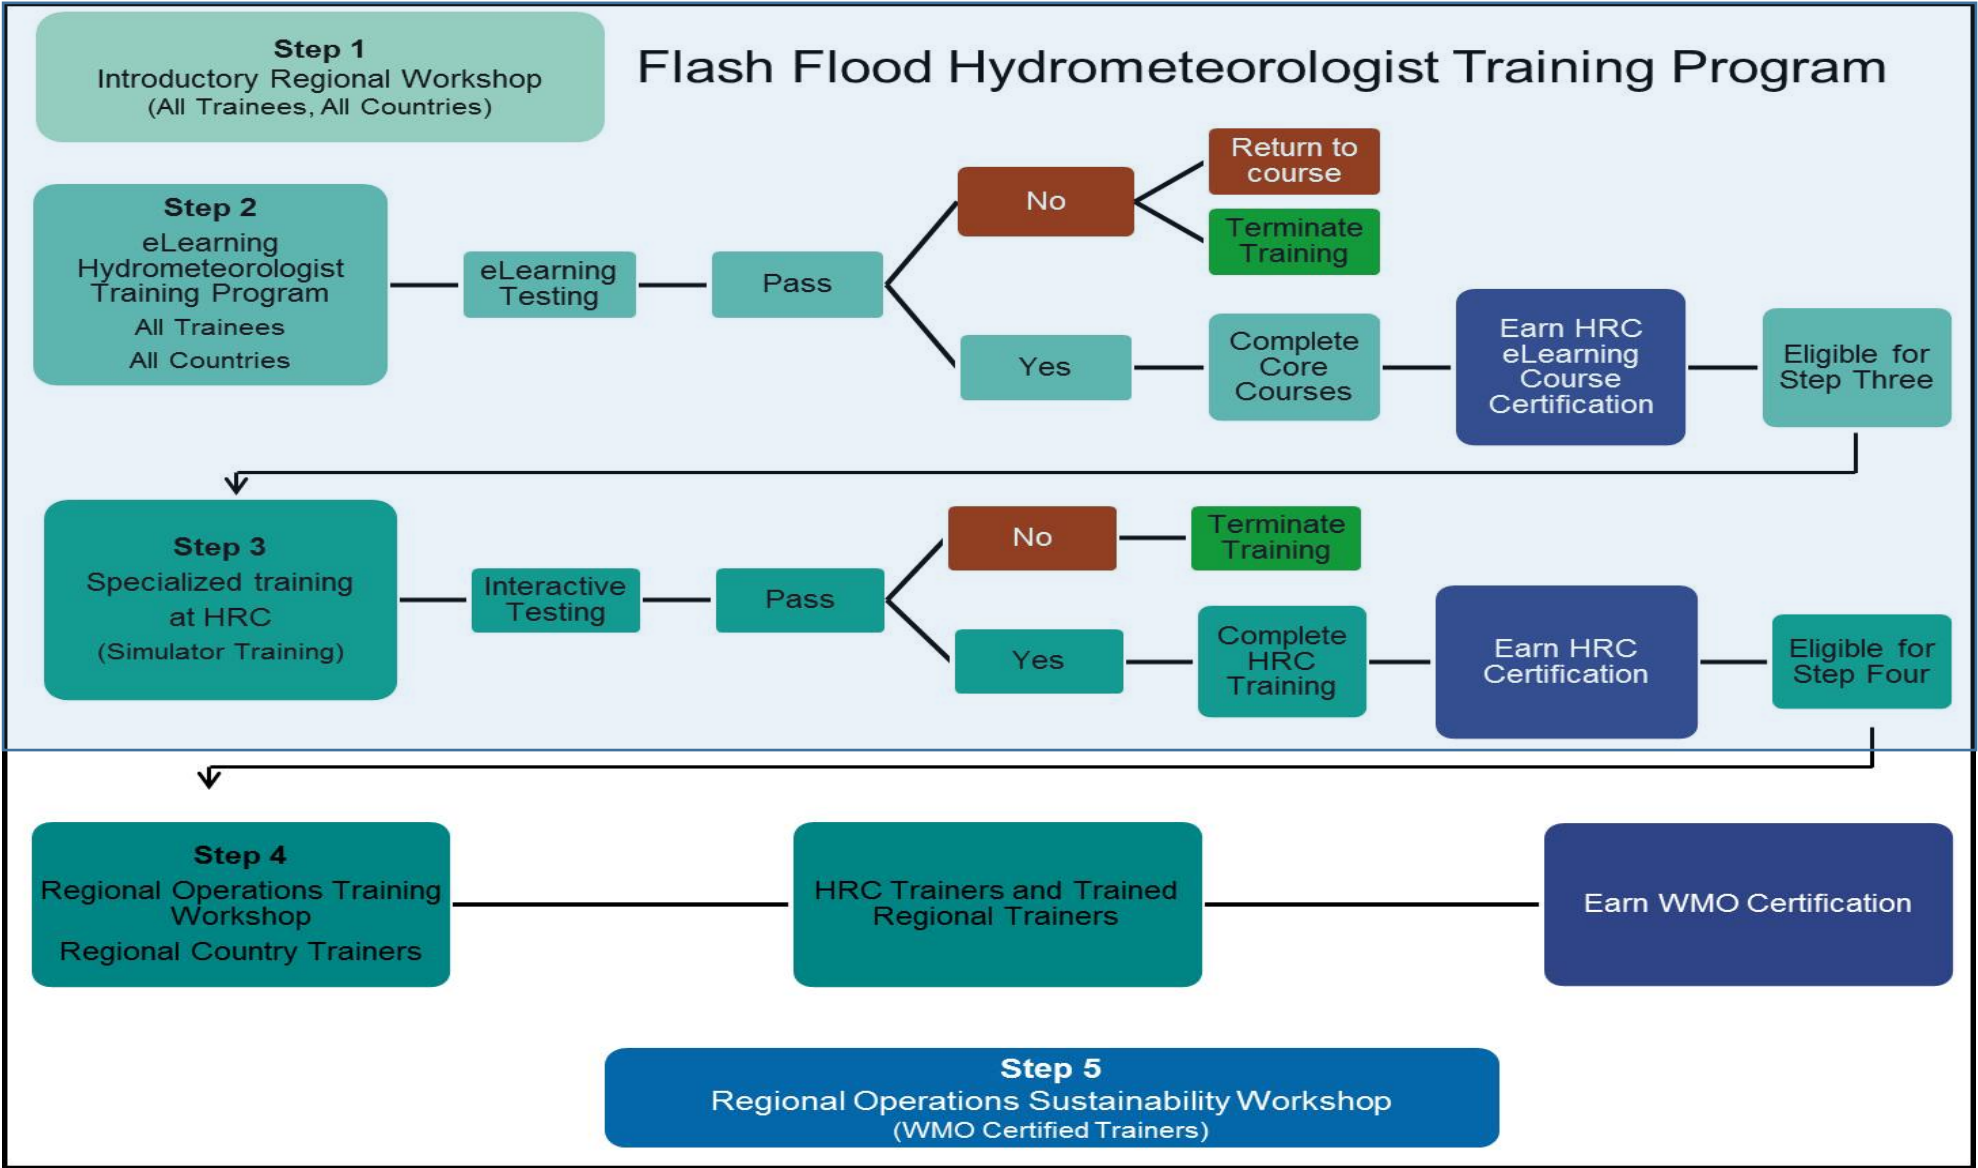 Step 1
Introductory Regional Workshop
(All Trainees, All Countries)
Flash Flood Hydrometeorologist Training Program
Step 2
eLearning
Hydrometeorologist
Training Program
All Trainees
All Countries
eLearning
Testing
Pass
No
Return to
course
Terminate
Training
Yes
Complete
Core
Courses
Earn HRC
eLearning
Course
Certification
Eligible for
Step Three
Step 3
Specialized training
at HRC
(Simulator Training)
Interactive
Testing
Pass
No
Terminate
Training
Yes
Complete
HRC
Training
Earn HRC
Certification
Eligible for
Step Four
Step 4
Regional Operations Training
Workshop
Regional Country Trainers
HRC Trainers and Trained
Regional Trainers
Earn WMO Certification
Step 5
Regional Operations Sustainability Workshop
(WMO Certified Trainers)